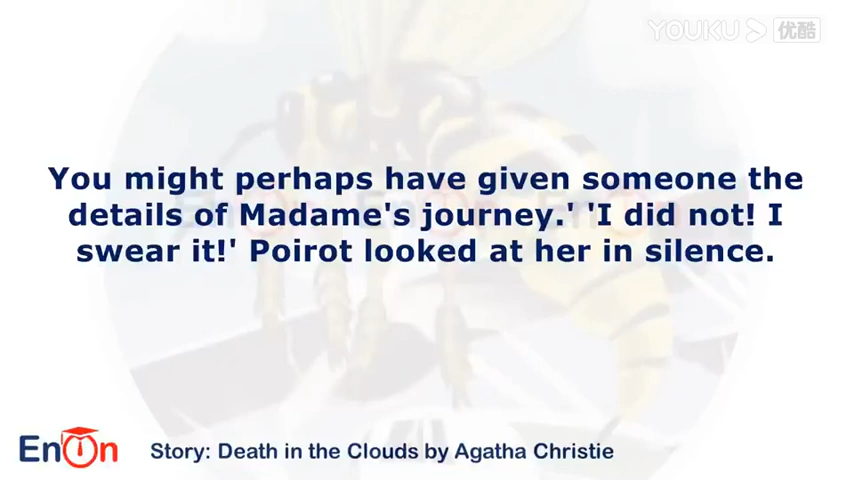 YOUKU 优酷
You might perhaps have given someone the
details of Madame's journey.' 'I did not! I
swear it!' Poirot looked at her in silence.
EnOn
Story: Death in the Clouds by Agatha Christie